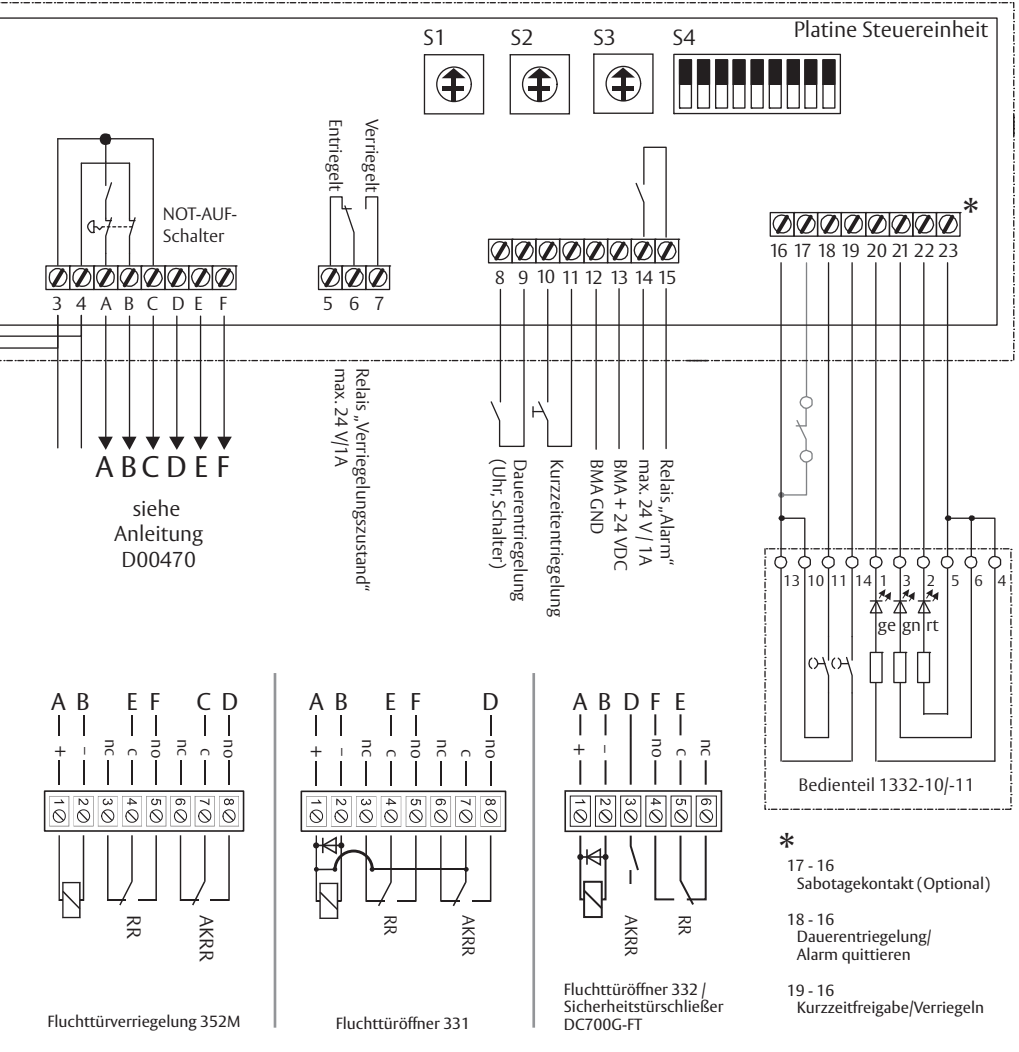 Platine Steuereinheit
S1 S2 S3 S4
Entriegelt
Verriegelt
NOT-AUF-
Schalter
*
3 4 A B C D E F
5 6 7
8 9 10 11 12 13 14 15
16 17 18 19 20 21 22 23
A B C D E F
siehe
Anleitung
D00470
Relais „Verriegelungszustand“
max. 24 V/1A
Dauerentriegelung
(Uhr, Schalter)
Kurzzeitentriegelung
BMA GND
BMA + 24 VDC
Relais „Alarm“
max. 24 V / 1A
13 10 11 14 1 3 2 5 6 4
ge gn rt
Bedienteil 1332-10/-11
A B E F C D
+ – nc c no nc c no
1 2 3 4 5 6 7 8
RR
AKRR
Fluchttürverriegelung 352M
A B E F D
+ – nc c no nc c no
1 2 3 4 5 6 7 8
RR
AKRR
Fluchttüröffner 331
A B D F E
+ – no c nc
1 2 3 4 5 6
AKRR
RR
Fluchttüröffner 332 /
Sicherheitstürschließer
DC700G-FT
*
17 - 16
Sabotagekontakt (Optional)
18 - 16
Dauerentriegelung/
Alarm quittieren
19 - 16
Kurzzeitfreigabe/Verriegeln